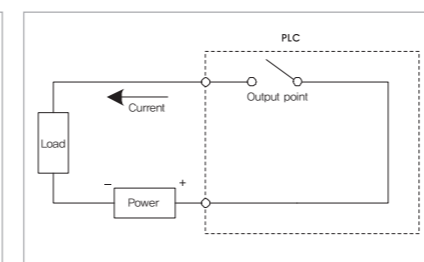 PLC
Output point
Current
Load
– +
Power